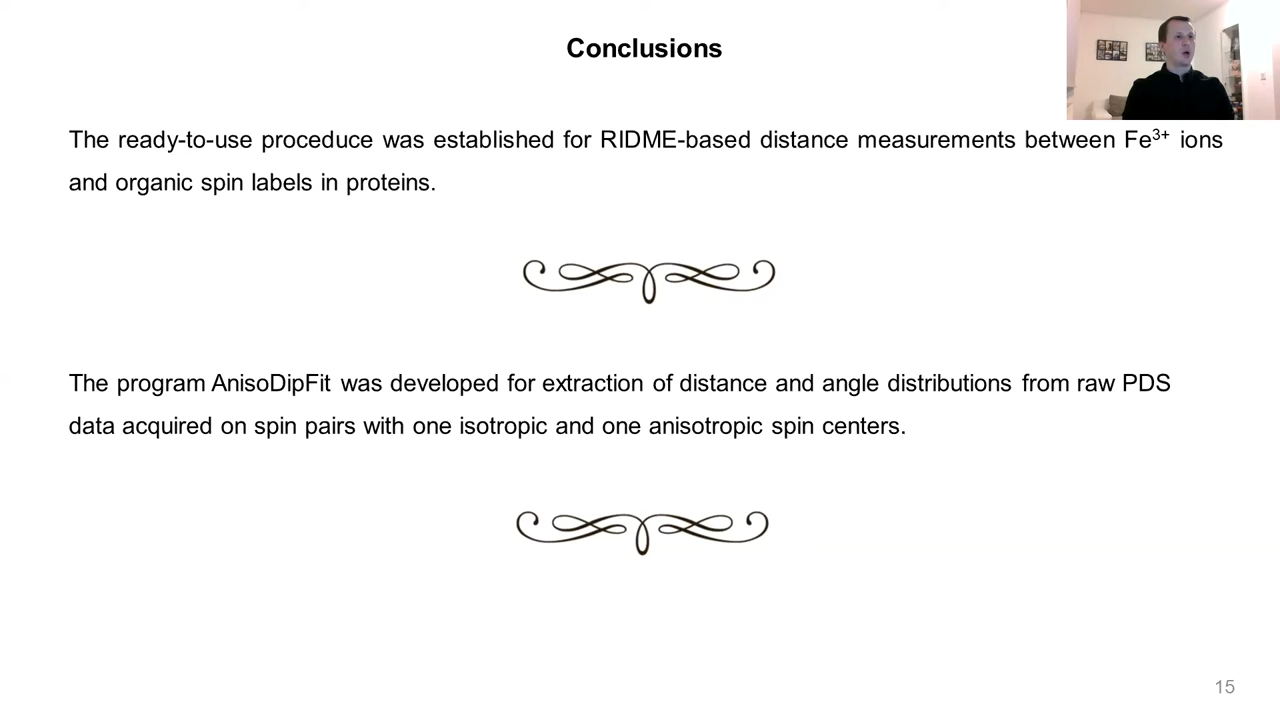 Conclusions
The ready-to-use proceduce was established for RIDME-based distance measurements between Fe³⁺ ions
and organic spin labels in proteins.
The program AnisoDipFit was developed for extraction of distance and angle distributions from raw PDS
data acquired on spin pairs with one isotropic and one anisotropic spin centers.
15